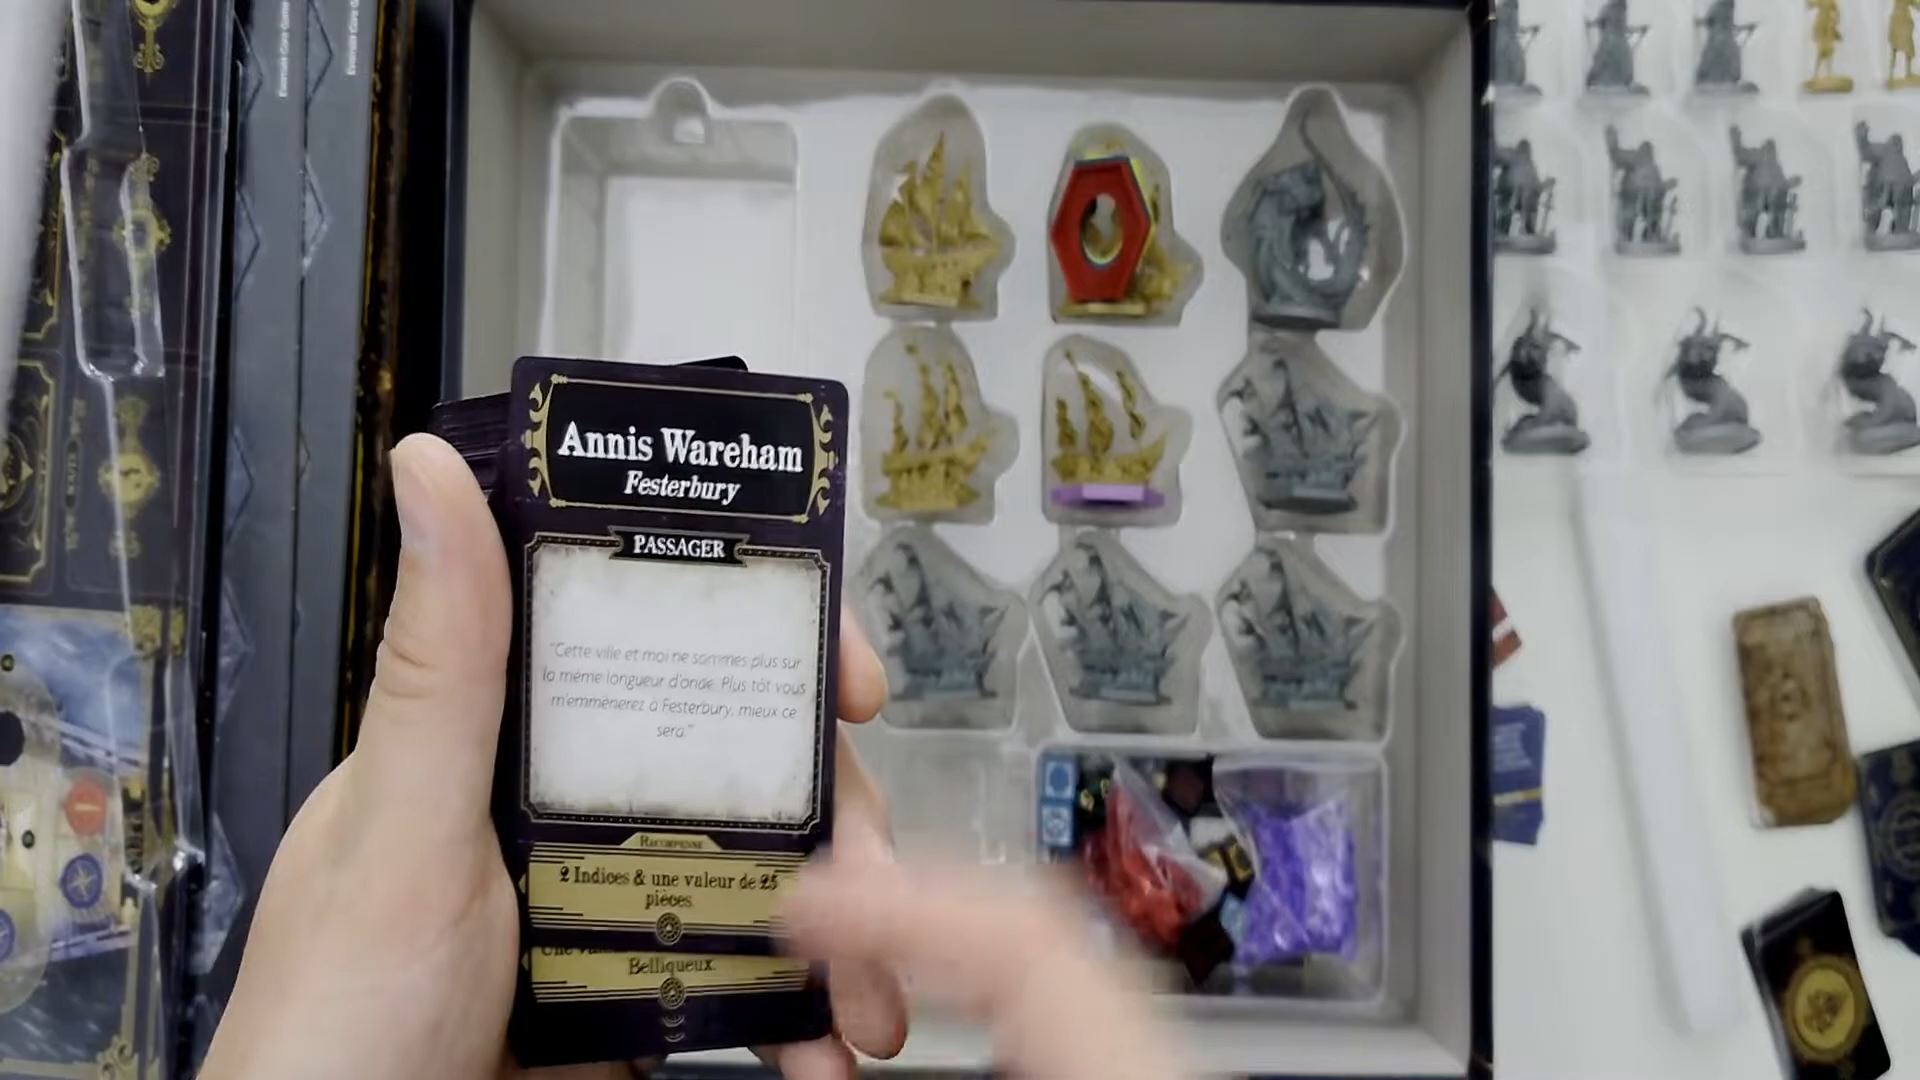 Annis Wareham
Festerbury
PASSAGER
"Cette ville et moi ne sommes plus sur
la même longueur d'onde. Plus tôt vous
m'emmènerez à Festerbury, mieux ce
sera."
RÉCOMPENSE
2 Indices & une valeur de 25
pièces.
Une
Belliqueux.